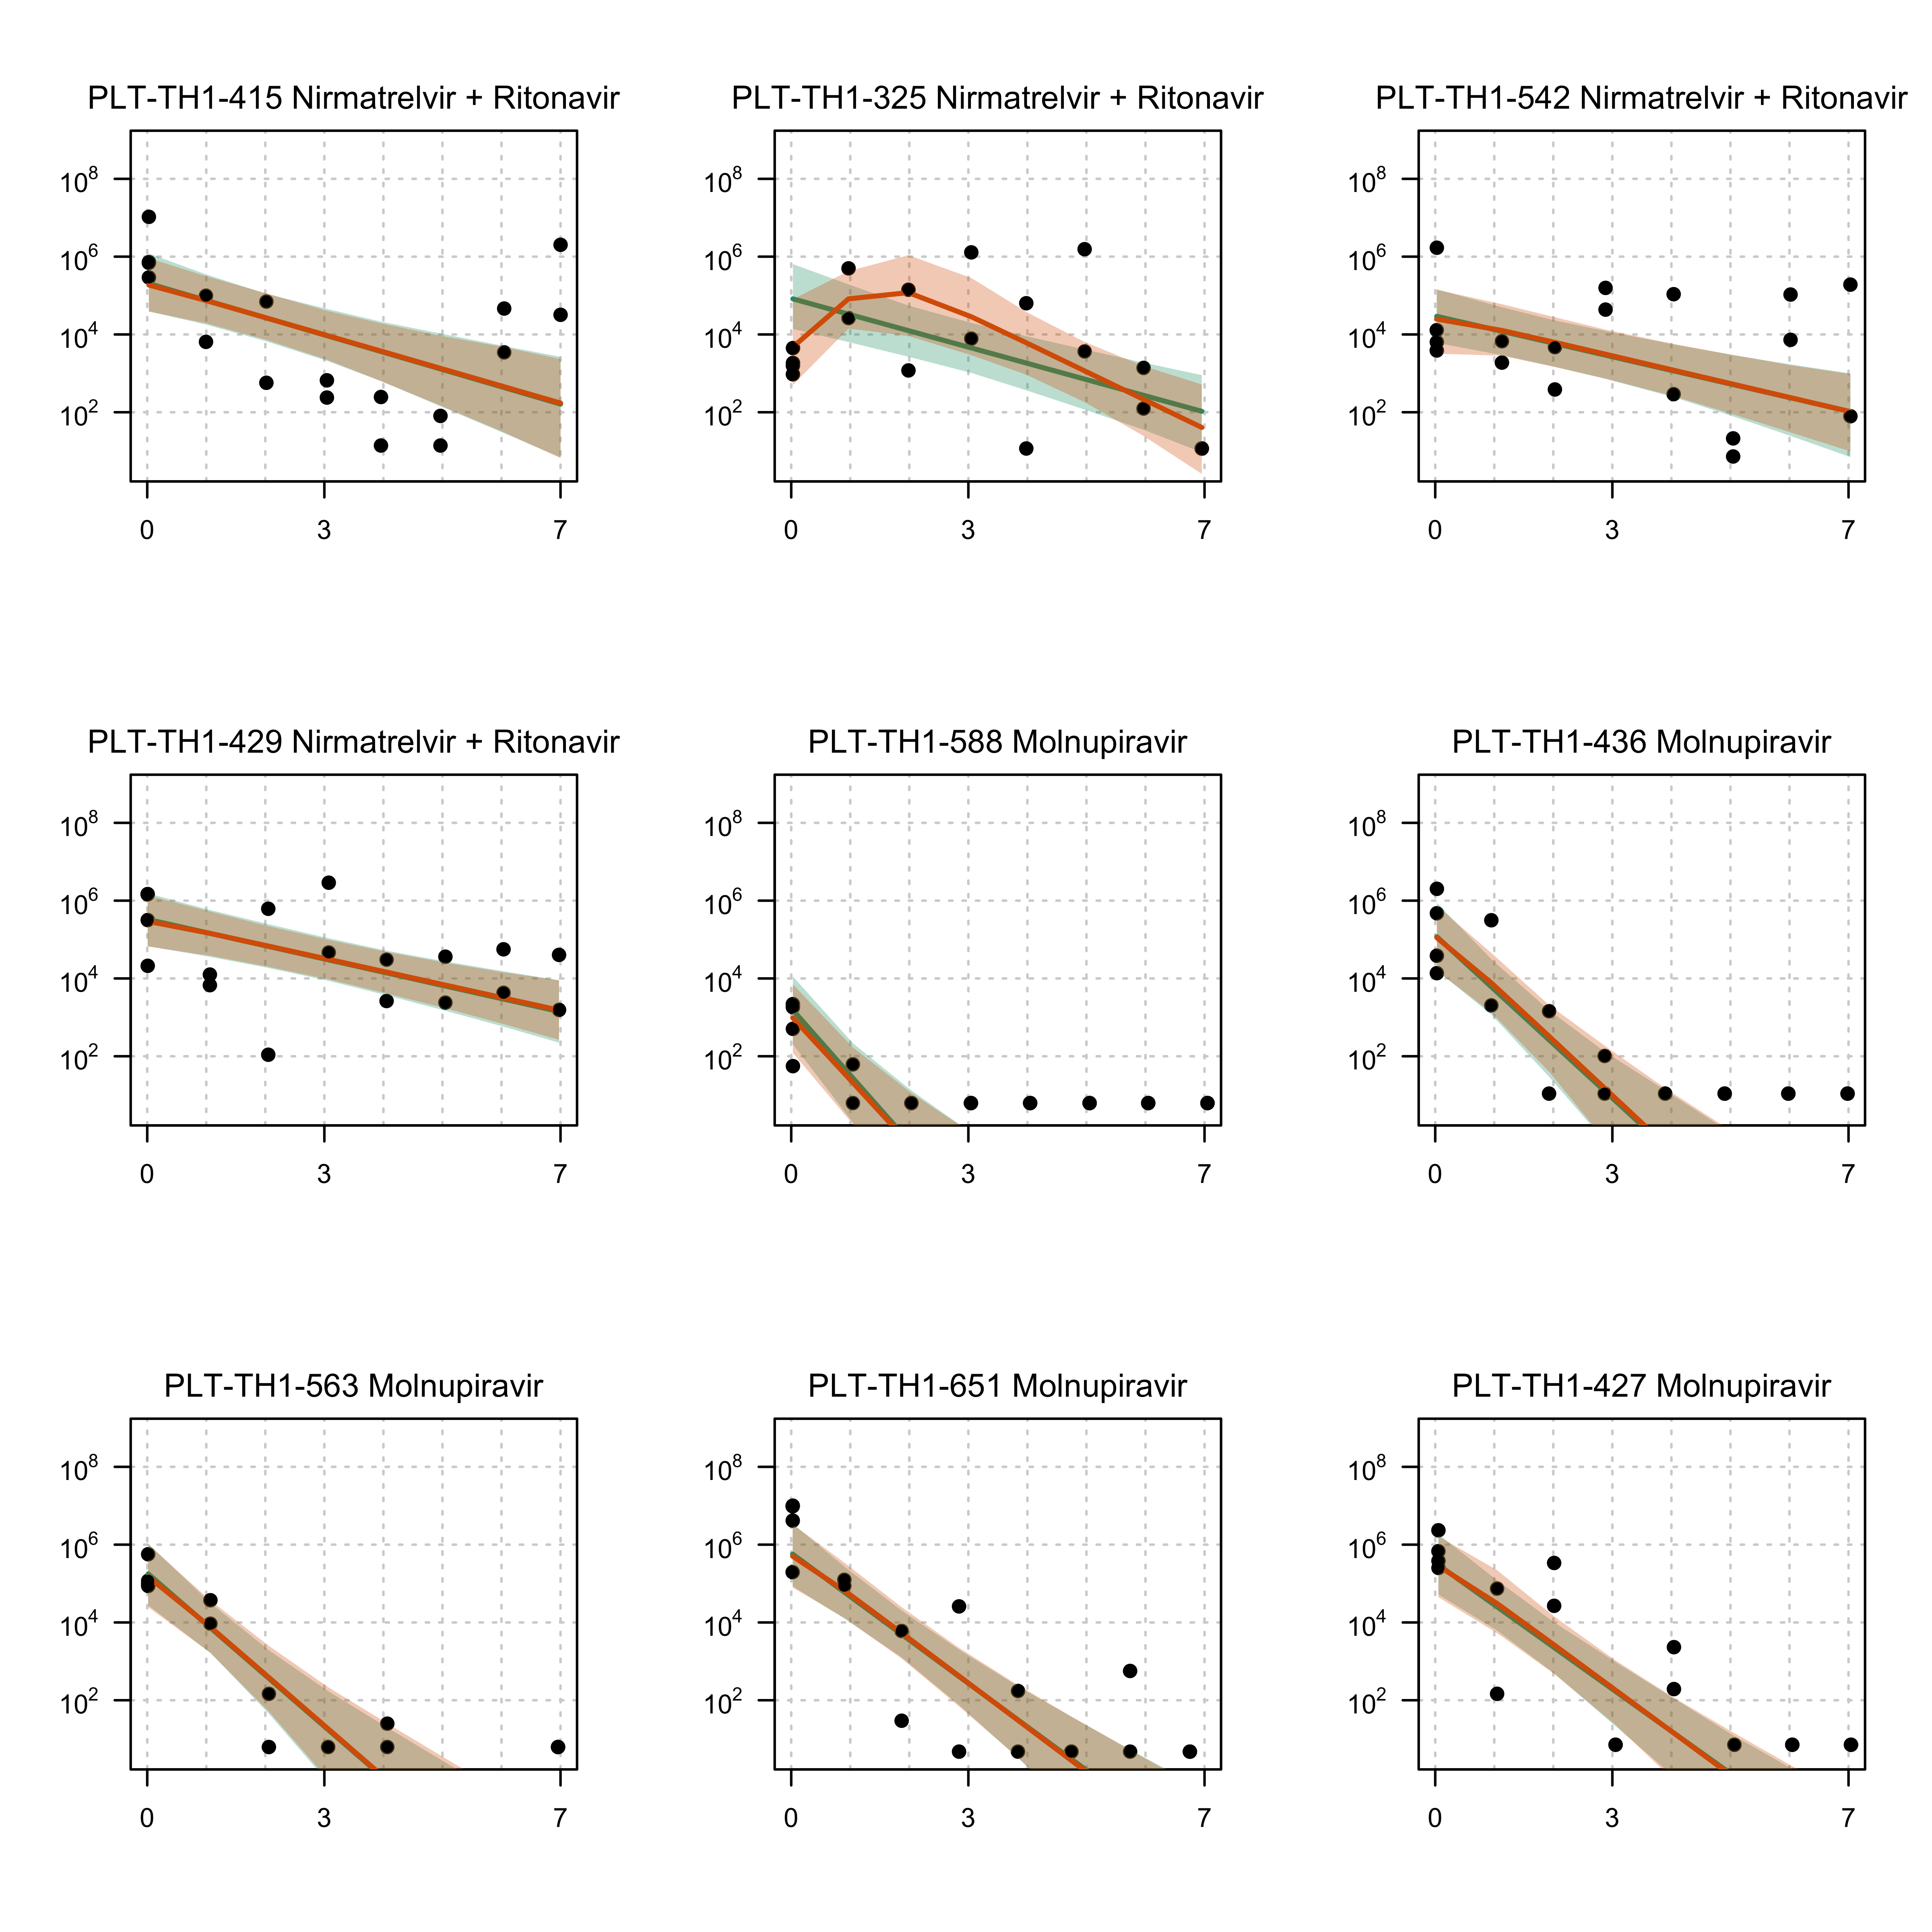 PLT-TH1-415 Nirmatrelvir + Ritonavir
10^8
10^6
10^4
10^2
0 3 7
PLT-TH1-325 Nirmatrelvir + Ritonavir
10^8
10^6
10^4
10^2
0 3 7
PLT-TH1-542 Nirmatrelvir + Ritonavir
10^8
10^6
10^4
10^2
0 3 7
PLT-TH1-429 Nirmatrelvir + Ritonavir
10^8
10^6
10^4
10^2
0 3 7
PLT-TH1-588 Molnupiravir
10^8
10^6
10^4
10^2
0 3 7
PLT-TH1-436 Molnupiravir
10^8
10^6
10^4
10^2
0 3 7
PLT-TH1-563 Molnupiravir
10^8
10^6
10^4
10^2
0 3 7
PLT-TH1-651 Molnupiravir
10^8
10^6
10^4
10^2
0 3 7
PLT-TH1-427 Molnupiravir
10^8
10^6
10^4
10^2
0 3 7